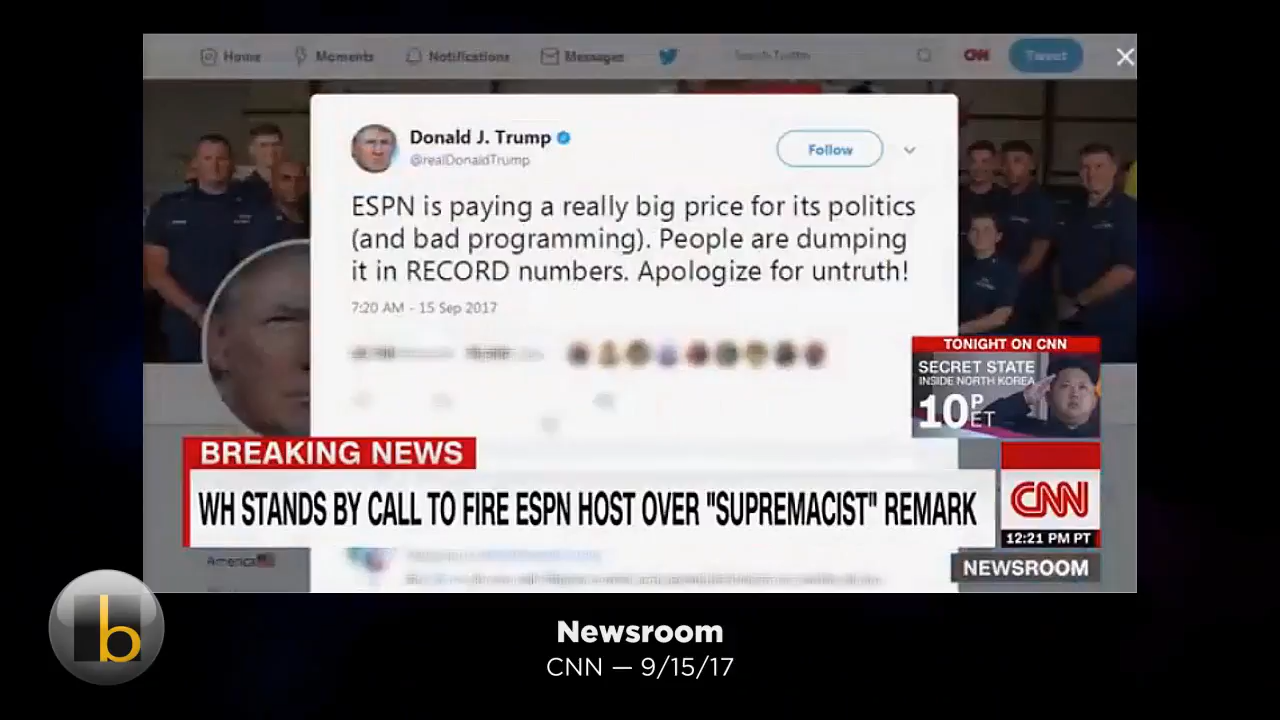 Home Moments Notifications Messages Search Twitter CNN Tweet
Donald J. Trump
@realDonaldTrump
Follow
ESPN is paying a really big price for its politics
(and bad programming). People are dumping
it in RECORD numbers. Apologize for untruth!
7:20 AM - 15 Sep 2017
TONIGHT ON CNN
SECRET STATE
INSIDE NORTH KOREA
10 P ET
BREAKING NEWS
WH STANDS BY CALL TO FIRE ESPN HOST OVER "SUPREMACIST" REMARK
CNN
12:21 PM PT
America
NEWSROOM
b
Newsroom
CNN — 9/15/17